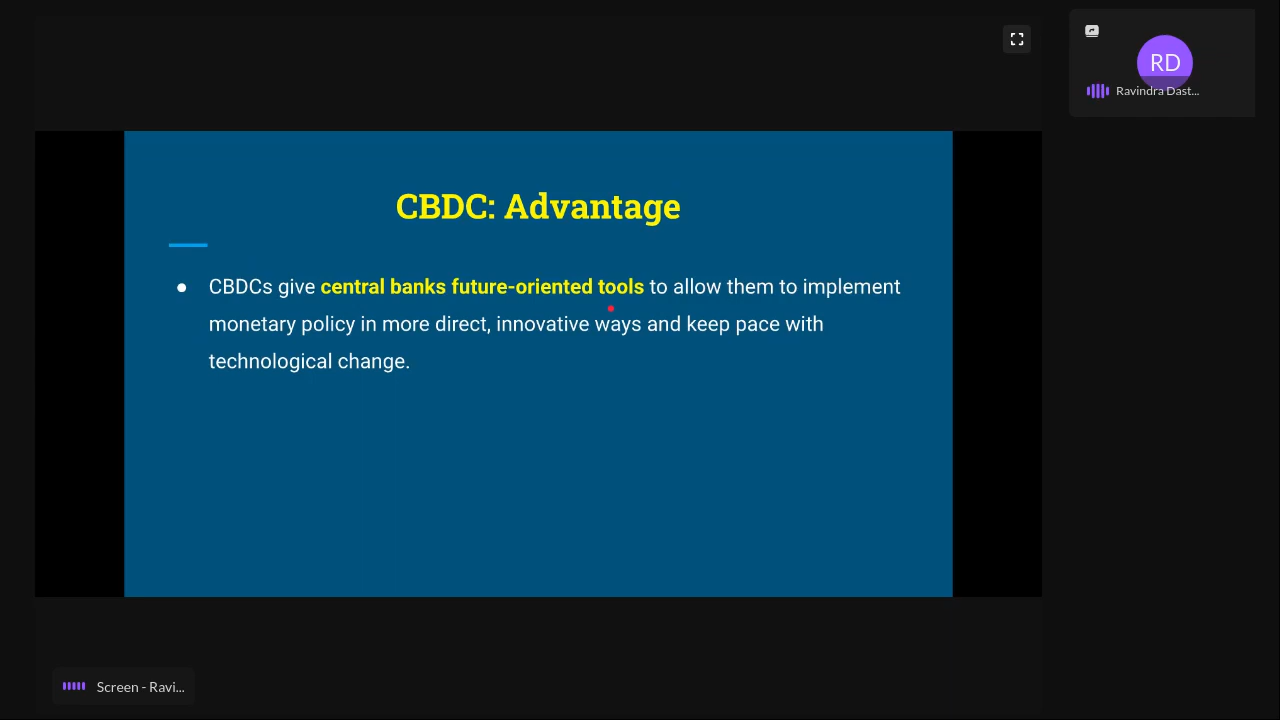 RD
Ravindra Dast...
CBDC: Advantage
● CBDCs give central banks future-oriented tools to allow them to implement
monetary policy in more direct, innovative ways and keep pace with
technological change.
Screen - Ravi...